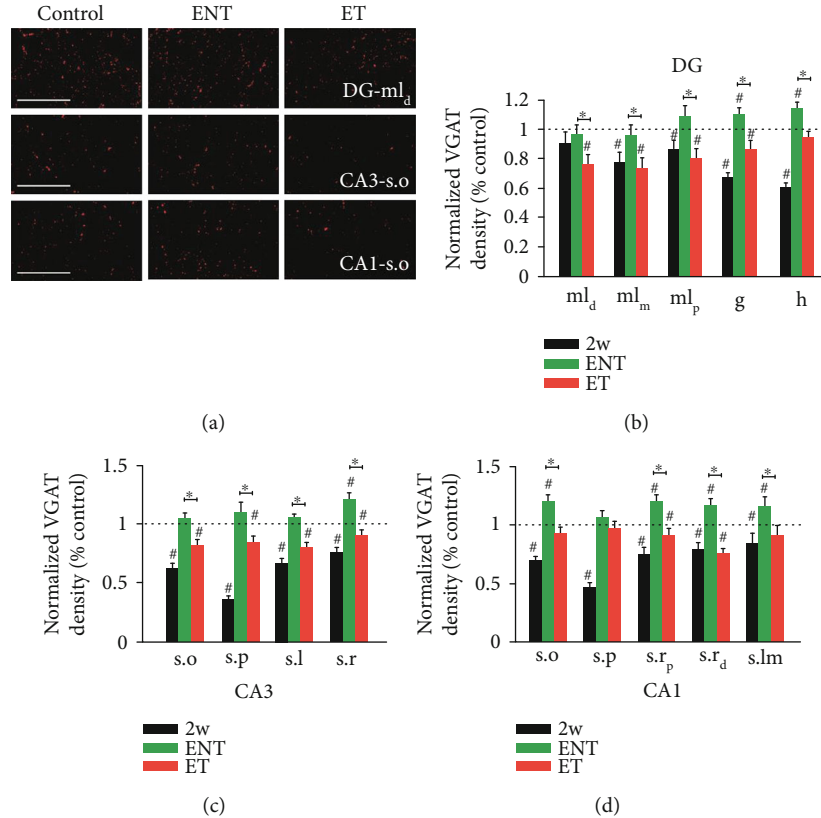 Control ENT ET
DG-ml_d
CA3-s.o
CA1-s.o
(a)
DG
Normalized VGAT
density (% control)
1.2
1
0.8
0.6
0.4
0.2
0
# # # # # # # # # # #
* * * * *
ml_d ml_m ml_p g h
2w
ENT
ET
(b)
Normalized VGAT
density (% control)
1.5
1
0.5
0
# # # # # # # # #
* * * *
s.o s.p s.l s.r
CA3
2w
ENT
ET
(c)
Normalized VGAT
density (% control)
1.5
1
0.5
0
# # # # # # # # # # #
* * * *
s.o s.p s.r_p s.r_d s.lm
CA1
2w
ENT
ET
(d)